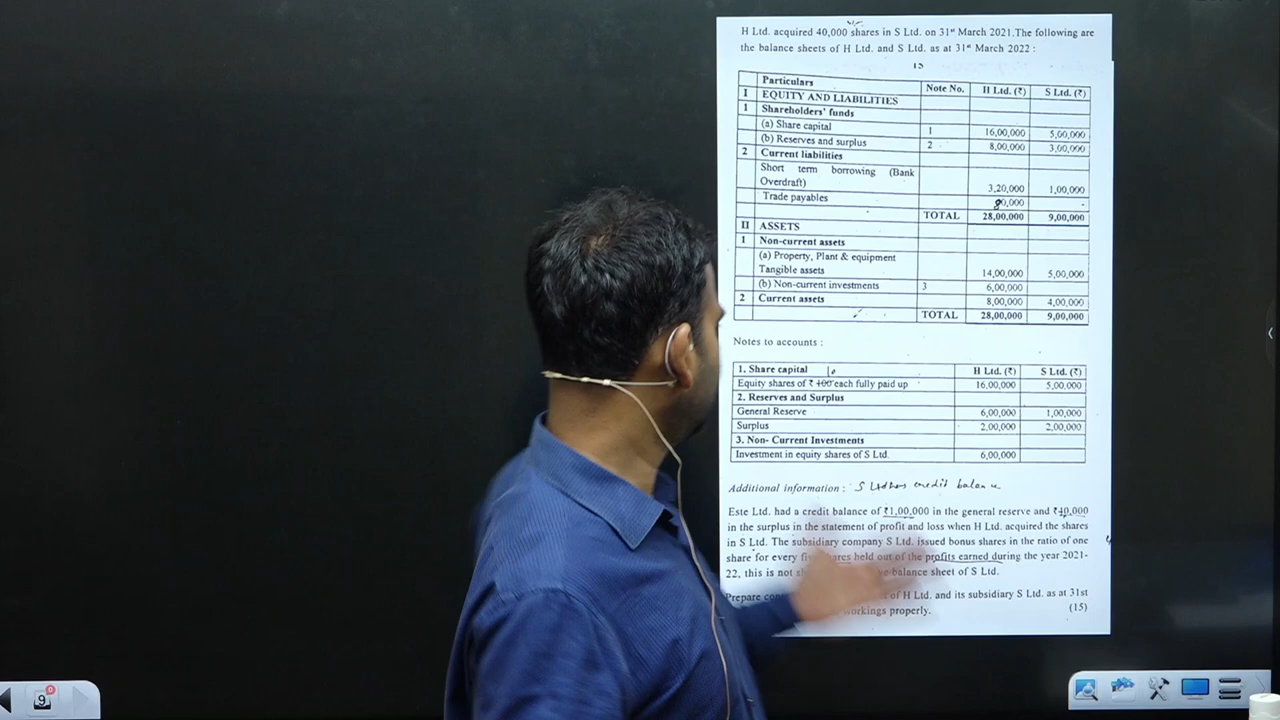 H Ltd. acquired 40,000 shares in S Ltd. on 31st March 2021.The following are
the balance sheets of H Ltd. and S Ltd. as at 31st March 2022 :
Particulars Note No. H Ltd. (₹) S Ltd. (₹)
I EQUITY AND LIABILITIES
1 Shareholders' funds
(a) Share capital 1 16,00,000 5,00,000
(b) Reserves and surplus 2 8,00,000 3,00,000
2 Current liabilities
Short term borrowing (Bank
Overdraft) 3,20,000 1,00,000
Trade payables 80,000 -
TOTAL 28,00,000 9,00,000
II ASSETS
1 Non-current assets
(a) Property, Plant & equipment
Tangible assets 14,00,000 5,00,000
(b) Non-current investments 3 6,00,000
2 Current assets 8,00,000 4,00,000
TOTAL 28,00,000 9,00,000
Notes to accounts :
1. Share capital H Ltd. (₹) S Ltd. (₹)
10
Equity shares of ₹ 100 each fully paid up 16,00,000 5,00,000
2. Reserves and Surplus
General Reserve 6,00,000 1,00,000
Surplus 2,00,000 2,00,000
3. Non- Current Investments
Investment in equity shares of S Ltd. 6,00,000
Additional information : S Ltd has credit balance
Este Ltd. had a credit balance of ₹1,00,000 in the general reserve and ₹40,000
in the surplus in the statement of profit and loss when H Ltd. acquired the shares
in S Ltd. The subsidiary company S Ltd. issued bonus shares in the ratio of one
share for every held out of the profits earned during the year 2021-
22, this is not balance sheet of S Ltd.
Prepare of H Ltd. and its subsidiary S Ltd. as at 31st
workings properly. (15)
9
0